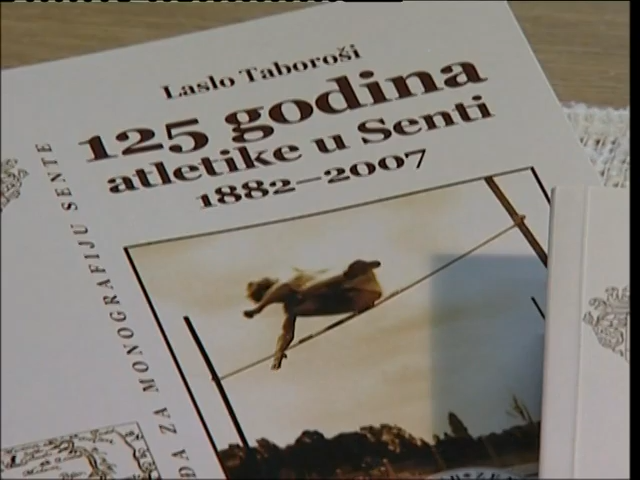 Laslo Taboroši
125 godina
atletike u Senti
1882–2007
DA ZA MONOGRAFIJU SENTE